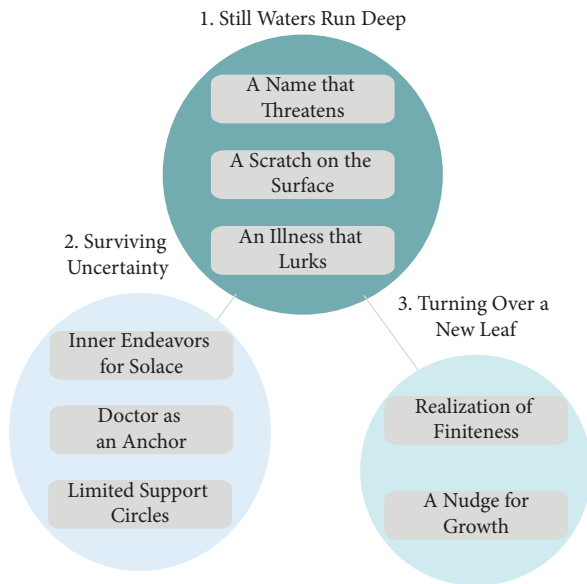 1. Still Waters Run Deep
A Name that
Threatens
A Scratch on the
Surface
An Illness that
Lurks
2. Surviving
Uncertainty
Inner Endeavors
for Solace
Doctor as
an Anchor
Limited Support
Circles
3. Turning Over a
New Leaf
Realization of
Finiteness
A Nudge for
Growth